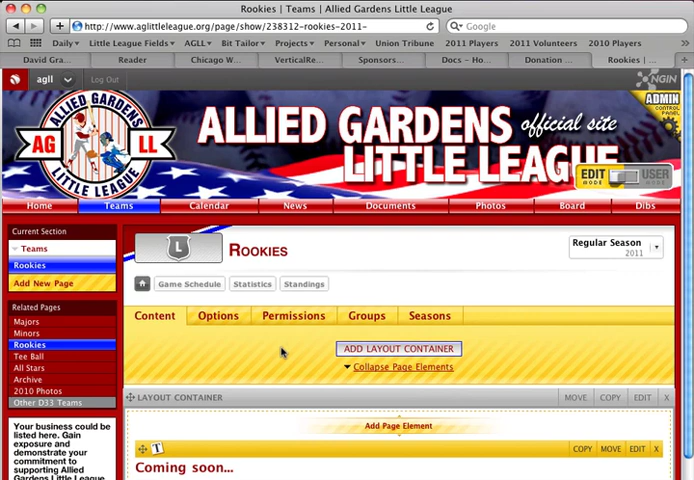 Rookies | Teams | Allied Gardens Little League
http://www.aglittleleague.org/page/show/238312-rookies-2011-
Google
Daily Little League Fields AGLL Bit Tailor Projects Personal Union Tribune 2011 Players 2011 Volunteers 2010 Players
David Gra... Reader Chicago W... VerticalRe... Sponsors... Docs - Ho... Donation ... Rookies | ...
agll Log Out NGIN
ALLIED GARDENS
AG LL
LITTLE LEAGUE
ALLIED GARDENS official site
LITTLE LEAGUE
ADMIN
CONTROL
PANEL
EDIT MODE USER MODE
Home Teams Calendar News Documents Photos Board Dibs
Current Section
Teams
Rookies
Add New Page
Related Pages
Majors
Minors
Rookies
Tee Ball
All Stars
Archive
2010 Photos
Other D33 Teams
Your business could be
listed here. Gain
exposure and
demonstrate your
commitment to
supporting Allied
Gardens Little
L ROOKIES
Regular Season
2011
Game Schedule Statistics Standings
Content Options Permissions Groups Seasons
ADD LAYOUT CONTAINER
Collapse Page Elements
LAYOUT CONTAINER MOVE COPY EDIT X
Add Page Element
T COPY MOVE EDIT X
Coming soon...